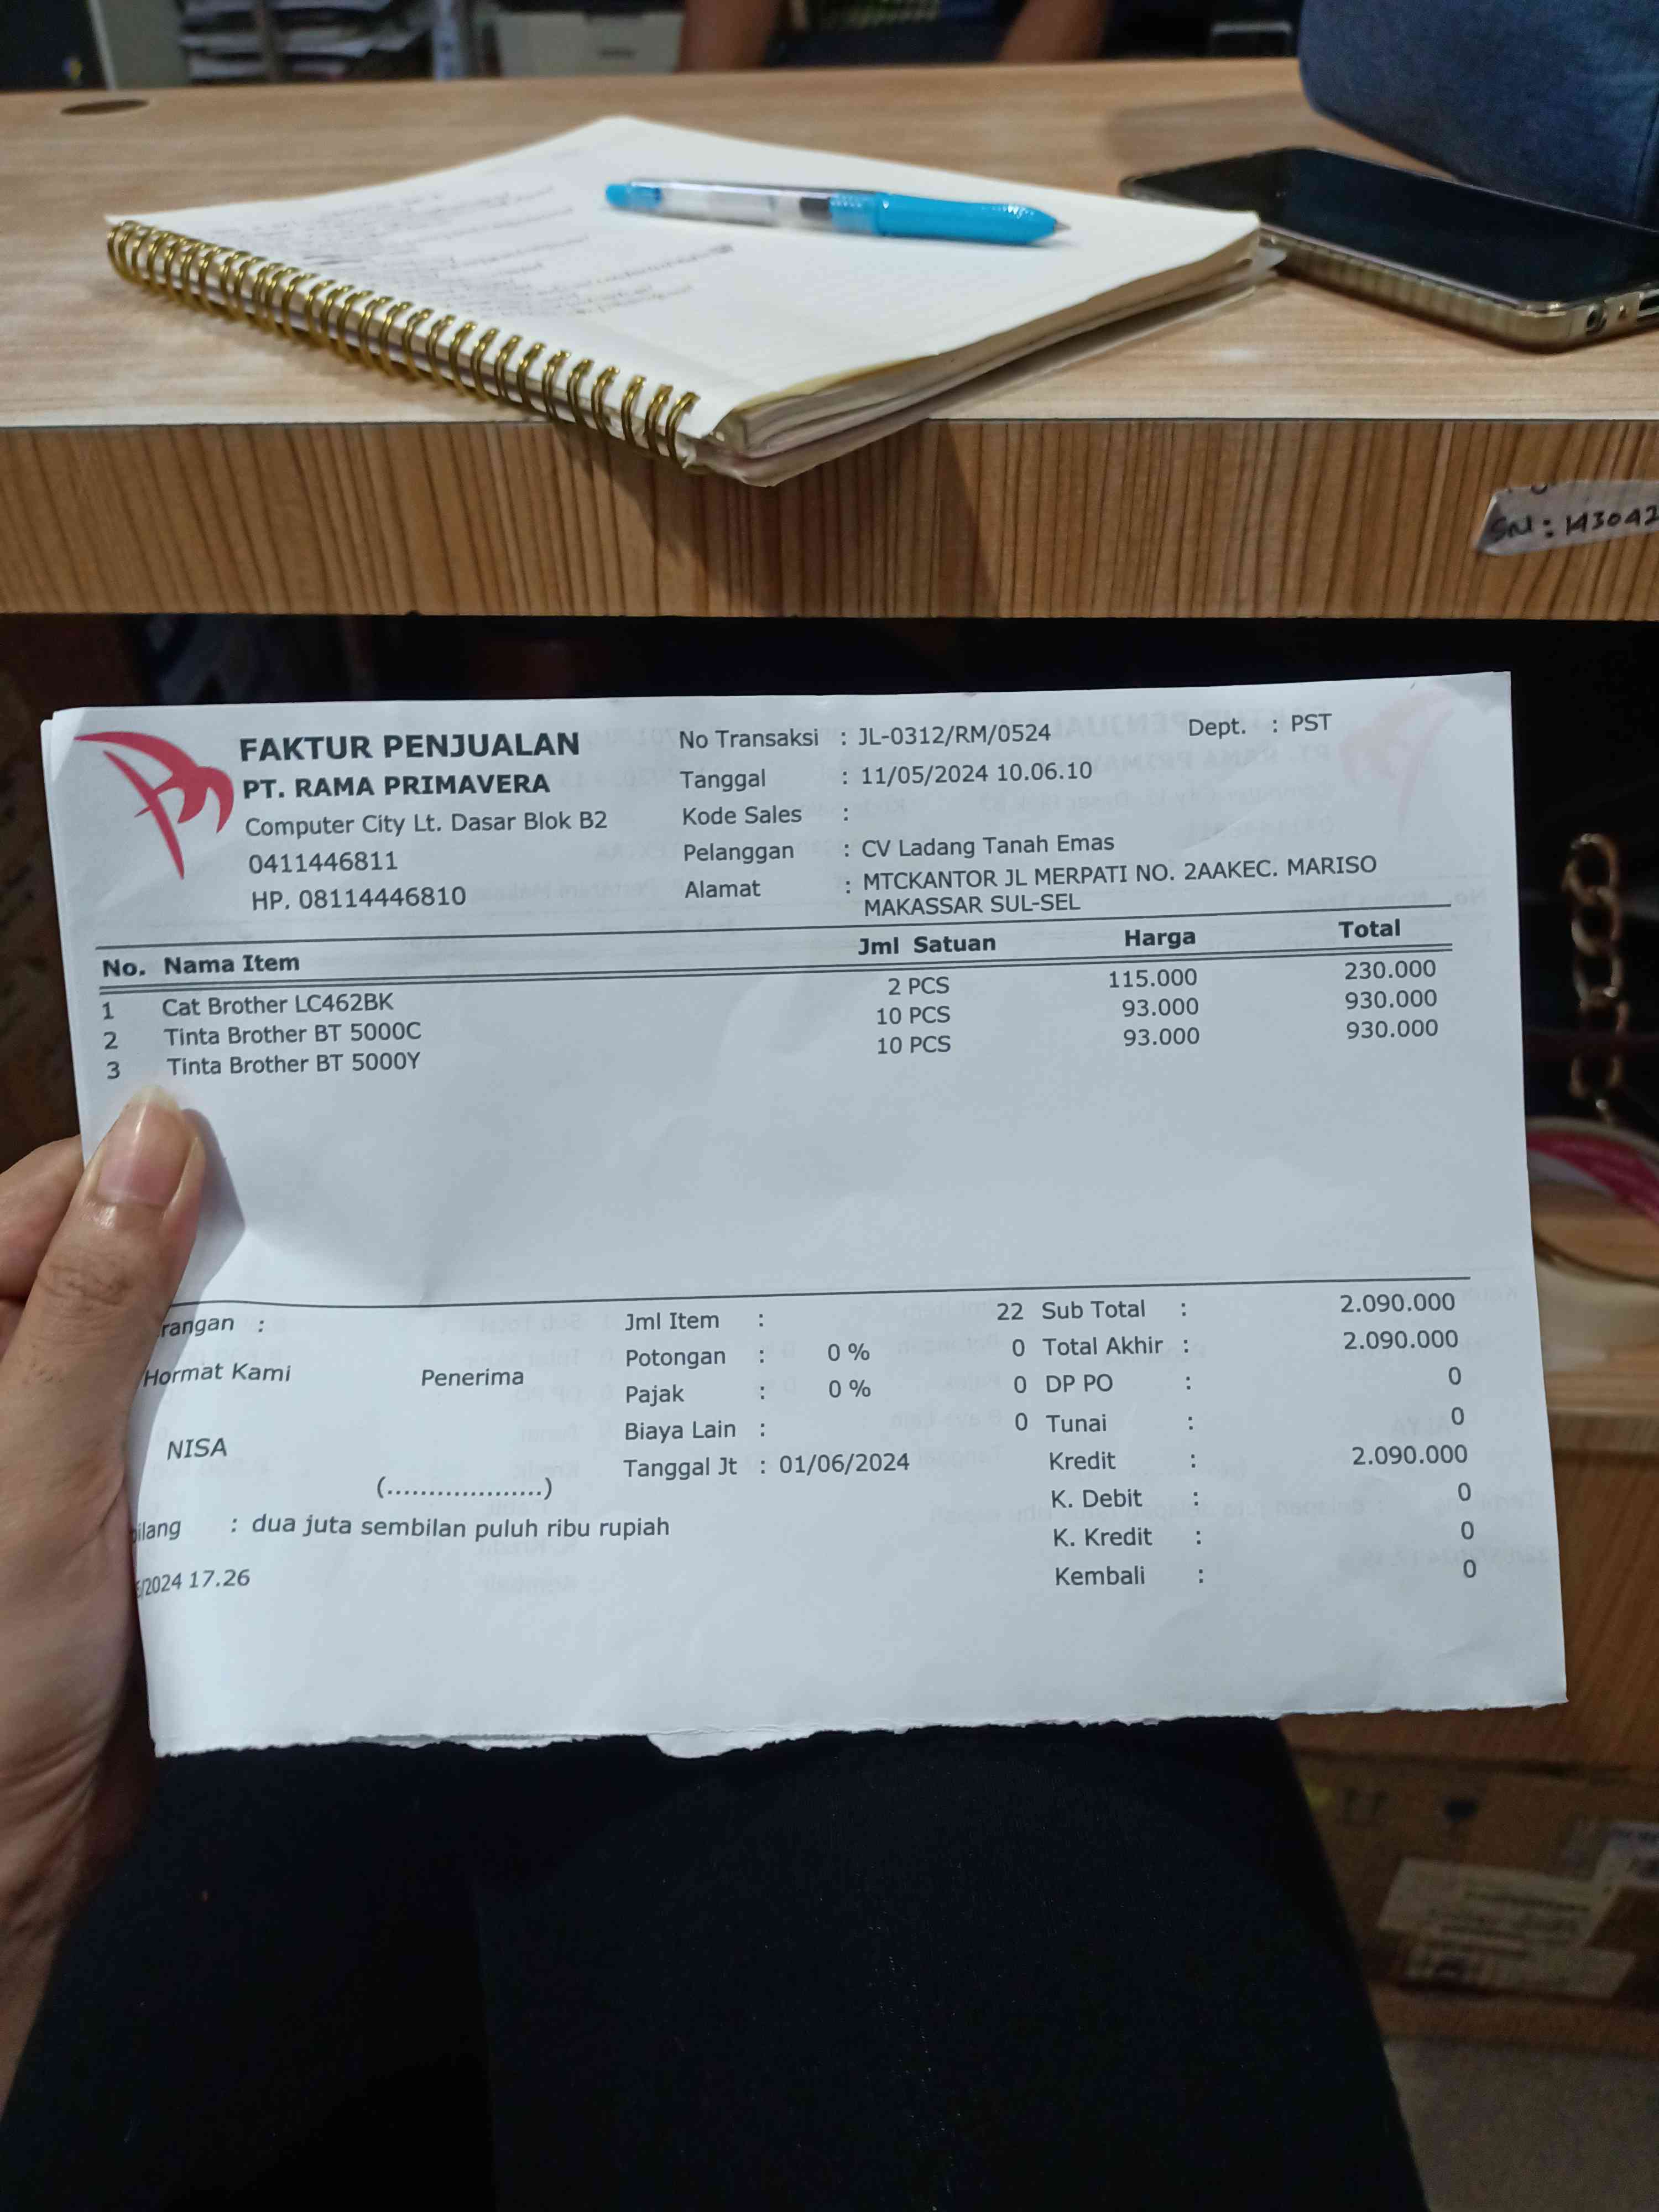 SN : 143042
FAKTUR PENJUALAN
PT. RAMA PRIMAVERA
Computer City Lt. Dasar Blok B2
0411446811
HP. 08114446810
No Transaksi : JL-0312/RM/0524
Dept. : PST
Tanggal : 11/05/2024 10.06.10
Kode Sales :
Pelanggan : CV Ladang Tanah Emas
Alamat : MTCKANTOR JL MERPATI NO. 2AAKEC. MARISO
MAKASSAR SUL-SEL
No. Nama Item Jml Satuan Harga Total
1 Cat Brother LC462BK 2 PCS 115.000 230.000
2 Tinta Brother BT 5000C 10 PCS 93.000 930.000
3 Tinta Brother BT 5000Y 10 PCS 93.000 930.000
rangan :
Hormat Kami
Penerima
NISA
(...................)
Jml Item : 22
Potongan : 0 % 0
Pajak : 0 % 0
Biaya Lain : 0
Tanggal Jt : 01/06/2024
Sub Total : 2.090.000
Total Akhir : 2.090.000
DP PO : 0
Tunai : 0
Kredit : 2.090.000
K. Debit : 0
K. Kredit : 0
Kembali : 0
bilang : dua juta sembilan puluh ribu rupiah
/2024 17.26